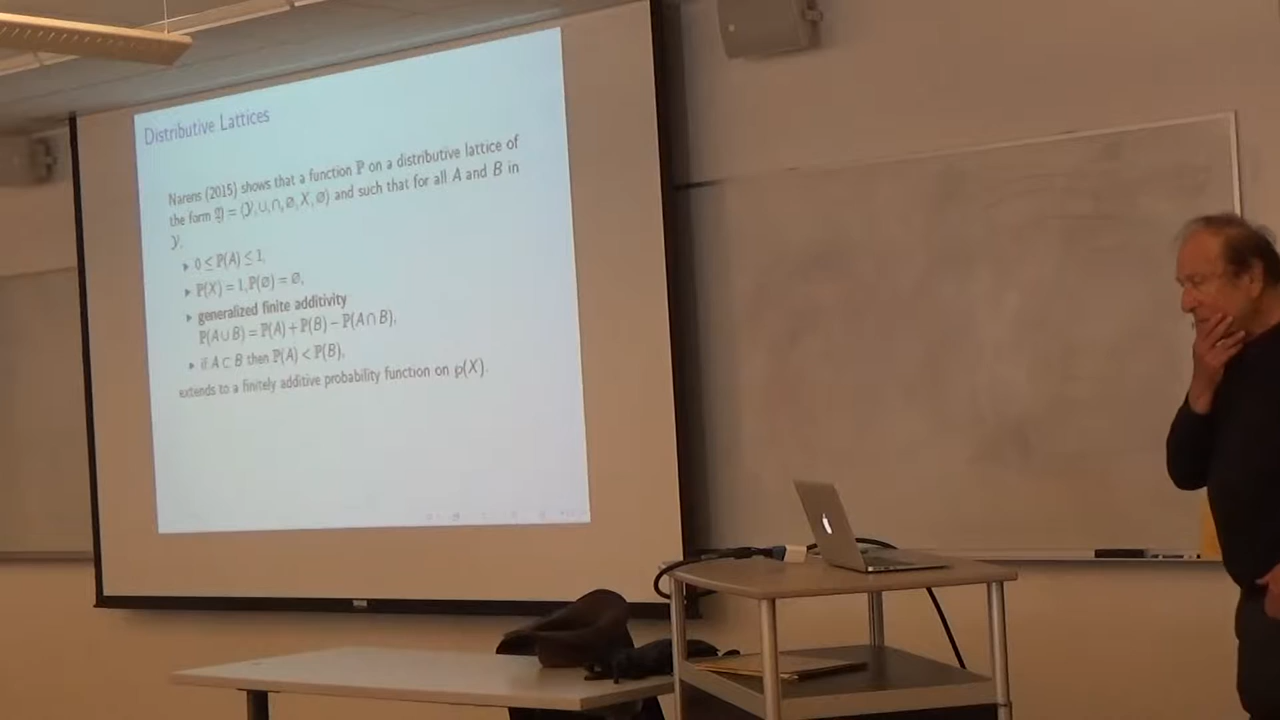 Distributive Lattices
Narens (2015) shows that a function ℙ on a distributive lattice of
the form 𝔜 = ⟨𝒴, ∪, ∩, ⋒, X, ∅⟩ and such that for all A and B in
𝒴,
▸ 0 ≤ ℙ(A) ≤ 1,
▸ ℙ(X) = 1, ℙ(∅) = ∅,
▸ generalized finite additivity
ℙ(A ∪ B) = ℙ(A) + ℙ(B) − ℙ(A ∩ B),
▸ if A ⊂ B then ℙ(A) < ℙ(B),
extends to a finitely additive probability function on ℘(X).